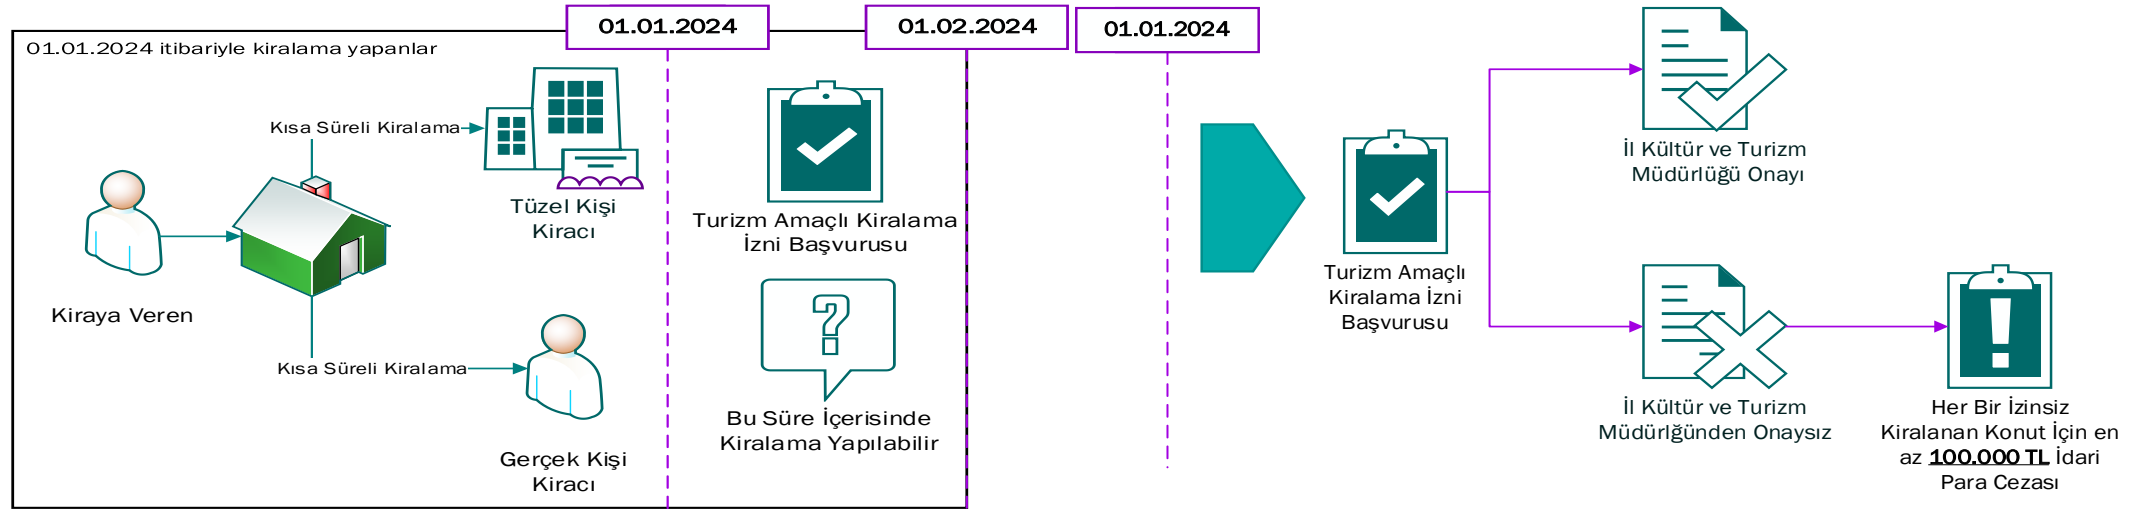 01.01.2024
01.02.2024
01.01.2024
01.01.2024 itibariyle kiralama yapanlar
Kısa Süreli Kiralama
Tüzel Kişi
Kiracı
Kiraya Veren
Kısa Süreli Kiralama
Gerçek Kişi
Kiracı
Turizm Amaçlı Kiralama
İzni Başvurusu
Bu Süre İçerisinde
Kiralama Yapılabilir
Turizm Amaçlı
Kiralama İzni
Başvurusu
İl Kültür ve Turizm
Müdürlüğü Onayı
İl Kültür ve Turizm
Müdürlğünden Onaysız
Her Bir İzinsiz
Kiralanan Konut İçin en
az 100.000 TL İdari
Para Cezası